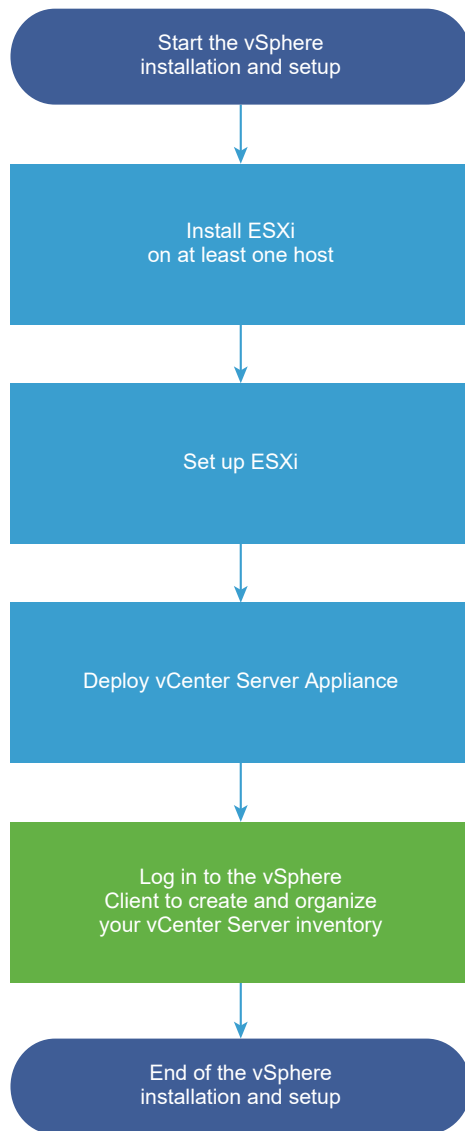 Start the vSphere
installation and setup
Install ESXi
on at least one host
Set up ESXi
Deploy vCenter Server Appliance
Log in to the vSphere
Client to create and organize
your vCenter Server inventory
End of the vSphere
installation and setup